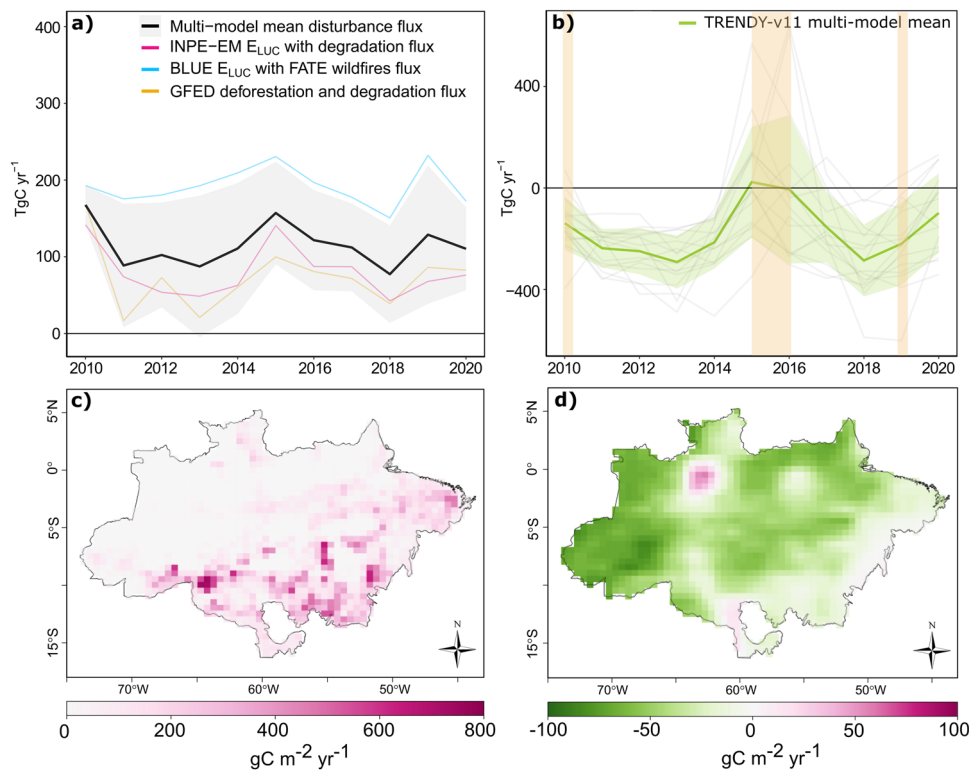 a)
Multi-model mean disturbance flux
INPE−EM E_LUC with degradation flux
BLUE E_LUC with FATE wildfires flux
GFED deforestation and degradation flux
TgC yr⁻¹
400
300
200
100
0
2010 2012 2014 2016 2018 2020
b)
TRENDY-v11 multi-model mean
TgC yr⁻¹
400
0
−400
2010 2012 2014 2016 2018 2020
c)
5°N
0°
5°S
15°S
N
70°W 60°W 50°W
0 200 400 600 800
gC m⁻² yr⁻¹
d)
5°N
0°
5°S
15°S
N
70°W 60°W 50°W
-100 -50 0 50 100
gC m⁻² yr⁻¹